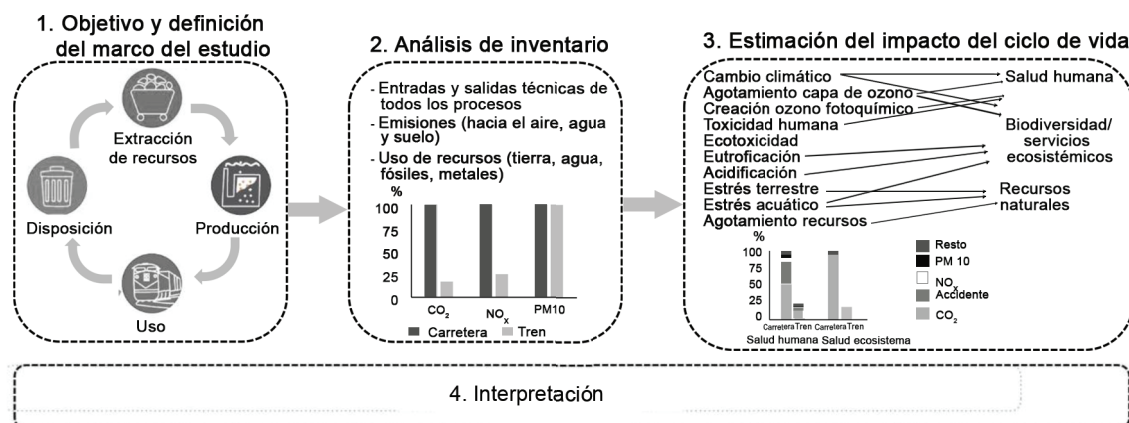 1. Objetivo y definición
del marco del estudio
Extracción
de recursos
Disposición
Producción
Uso
2. Análisis de inventario
- Entradas y salidas técnicas de
todos los procesos
- Emisiones (hacia el aire, agua
y suelo)
- Uso de recursos (tierra, agua,
fósiles, metales)
%
100
75
50
25
0
CO2
NOX
PM10
Carretera
Tren
3. Estimación del impacto del ciclo de vida
Cambio climático
Agotamiento capa de ozono
Creación ozono fotoquímico
Toxicidad humana
Ecotoxicidad
Eutroficación
Acidificación
Estrés terrestre
Estrés acuático
Agotamiento recursos
Salud humana
Biodiversidad/
servicios
ecosistémicos
Recursos
naturales
%
100
75
50
25
0
Carretera Tren
Carretera Tren
Salud humana
Salud ecosistema
Resto
PM 10
NOX
Accidente
CO2
4. Interpretación